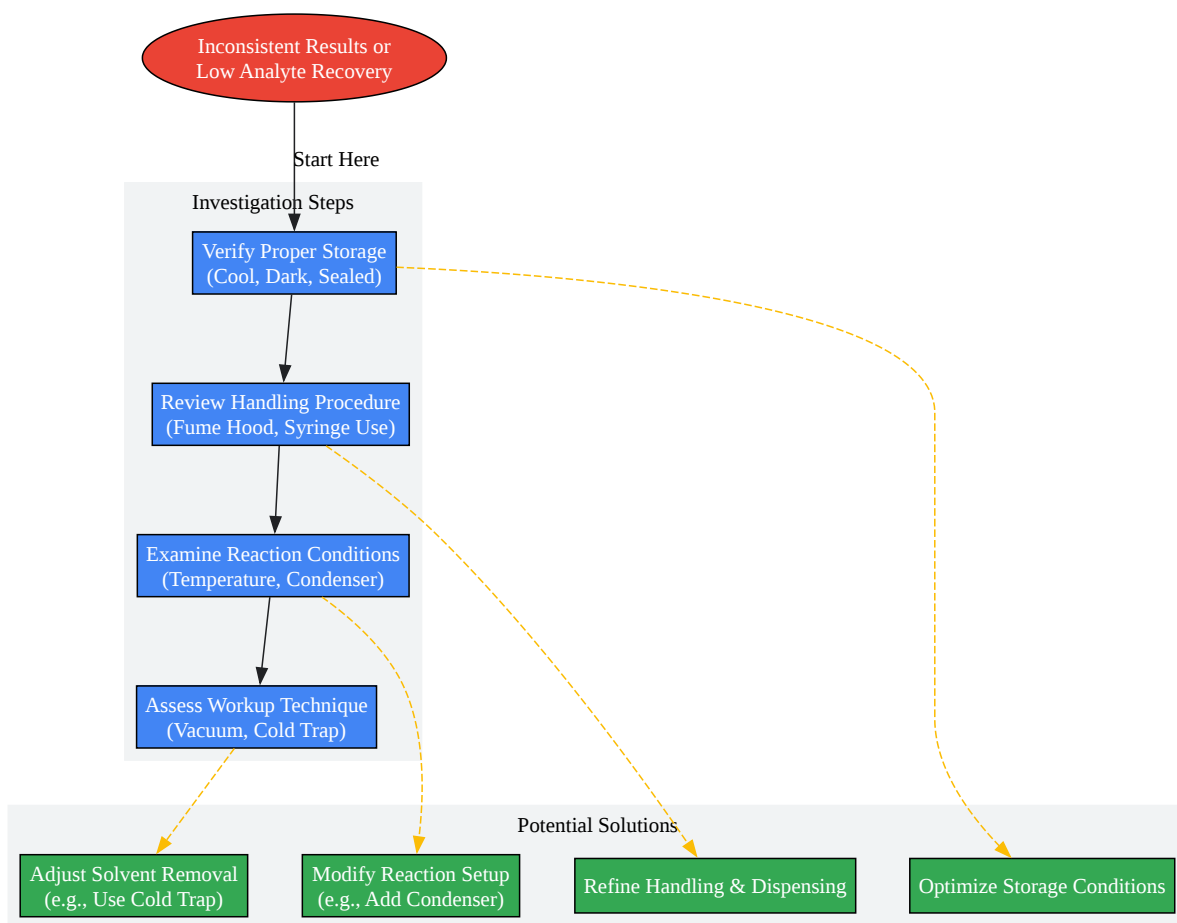 Inconsistent Results or
Low Analyte Recovery
Start Here
Investigation Steps
Verify Proper Storage
(Cool, Dark, Sealed)
Review Handling Procedure
(Fume Hood, Syringe Use)
Examine Reaction Conditions
(Temperature, Condenser)
Assess Workup Technique
(Vacuum, Cold Trap)
Potential Solutions
Adjust Solvent Removal
(e.g., Use Cold Trap)
Modify Reaction Setup
(e.g., Add Condenser)
Refine Handling & Dispensing
Optimize Storage Conditions